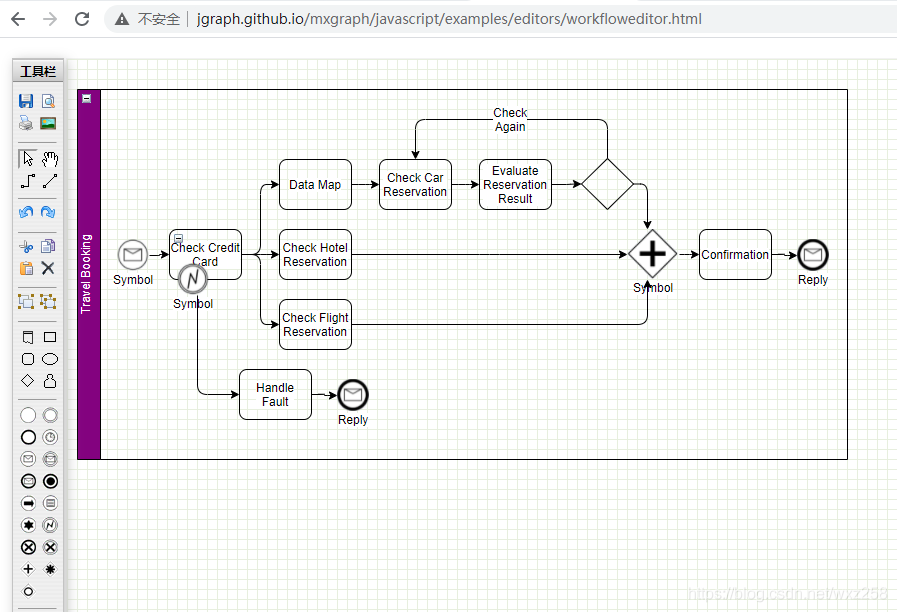 不安全 | jgraph.github.io/mxgraph/javascript/examples/editors/workfloweditor.html
工具栏
Travel Booking
Check
Again
Data Map
Check Car
Reservation
Evaluate
Reservation
Result
Symbol
Check Credit
Card
Symbol
Check Hotel
Reservation
Symbol
Confirmation
Reply
Check Flight
Reservation
Handle
Fault
Reply
https://blog.csdn.net/wxz258